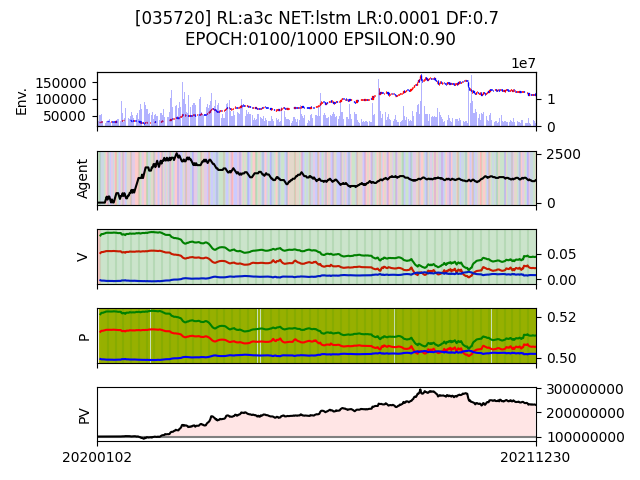 [035720] RL:a3c NET:lstm LR:0.0001 DF:0.7
EPOCH:0100/1000 EPSILON:0.90
1e7
Env.
150000
100000
50000
1
0
Agent
2500
0
V
0.05
0.00
P
0.52
0.50
PV
300000000
200000000
100000000
20200102
20211230